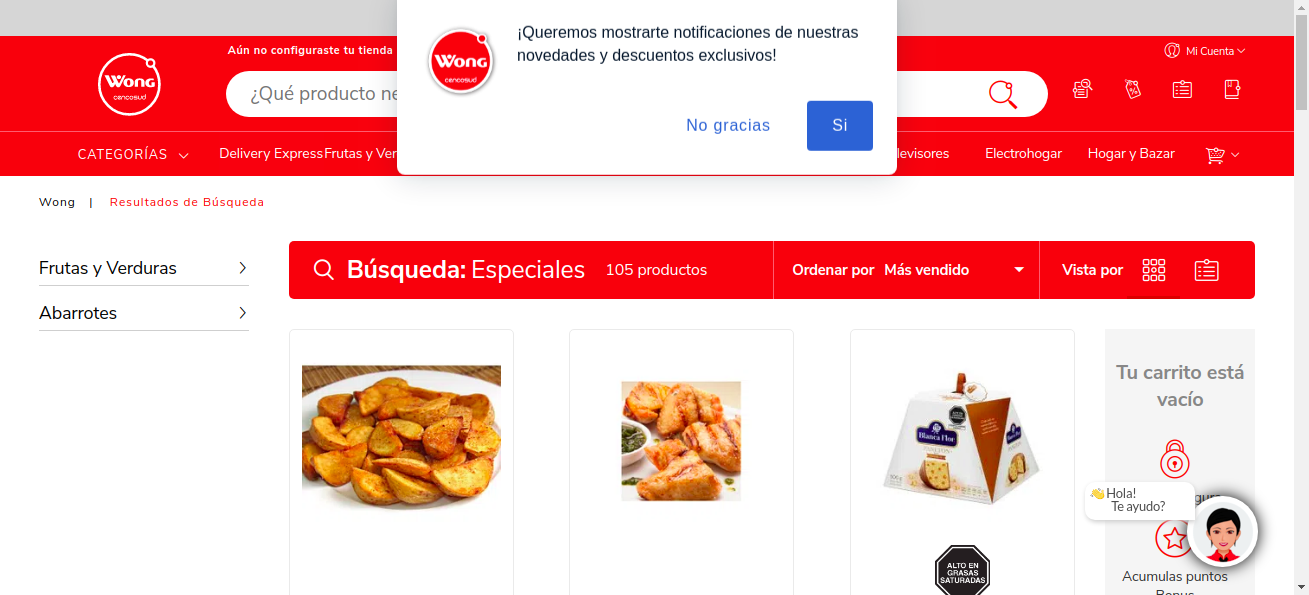 ¡Queremos mostrarte notificaciones de nuestras
novedades y descuentos exclusivos!
No gracias
Si
Wong
cencosud
Aún no configuraste tu tienda
Mi Cuenta
Wong
cencosud
¿Qué producto ne
CATEGORÍAS
Delivery Express
Frutas y Ver
levisores
Electrohogar
Hogar y Bazar
Wong | Resultados de Búsqueda
Frutas y Verduras
Abarrotes
Búsqueda: Especiales
105 productos
Ordenar por Más vendido
Vista por
Blanca Flor
PANETÓN
ALTO EN
GRASAS
SATURADAS
Tu carrito está
vacío
Hola!
Te ayudo?
Acumulas puntos
Bonus